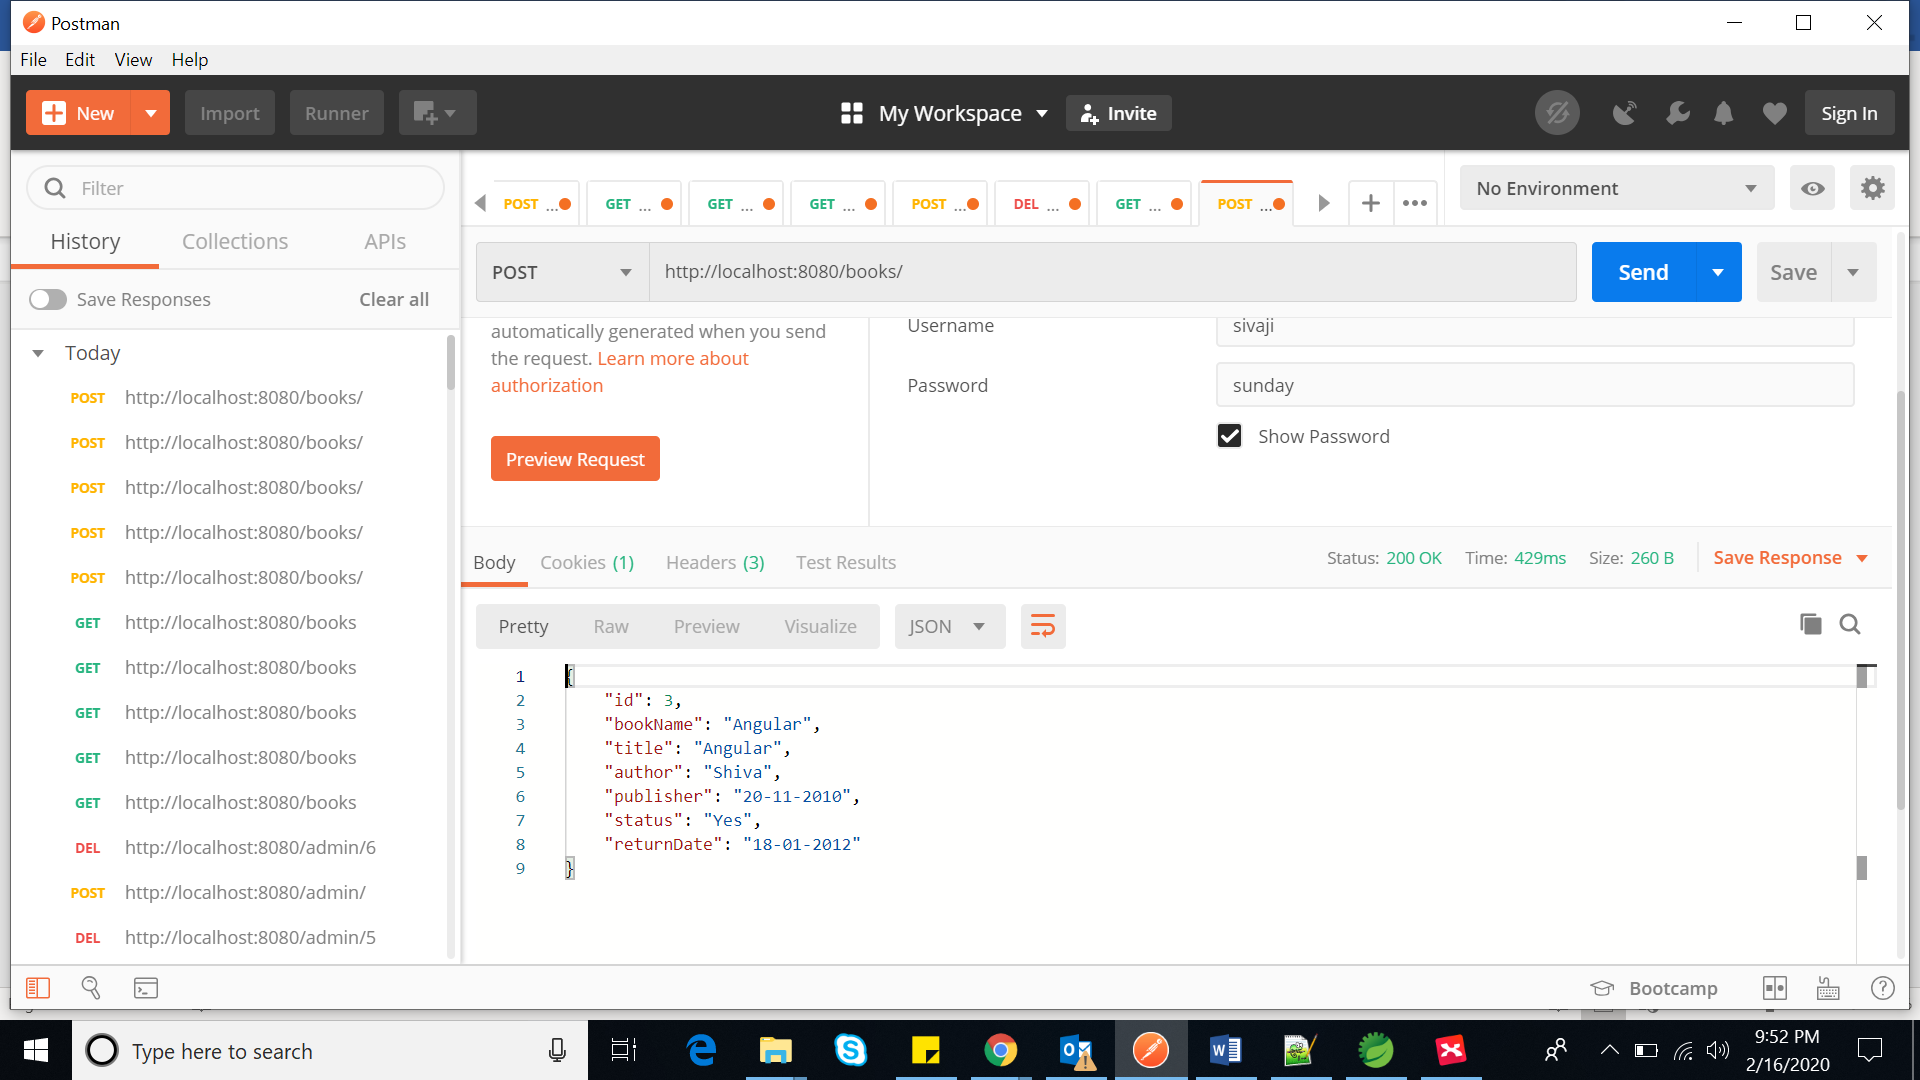 Postman
File Edit View Help
New Import Runner My Workspace Invite Sign In
Filter
History Collections APIs
Save Responses Clear all
Today
POST http://localhost:8080/books/
POST http://localhost:8080/books/
POST http://localhost:8080/books/
POST http://localhost:8080/books/
POST http://localhost:8080/books/
GET http://localhost:8080/books
GET http://localhost:8080/books
GET http://localhost:8080/books
GET http://localhost:8080/books
GET http://localhost:8080/books
DEL http://localhost:8080/admin/6
POST http://localhost:8080/admin/
DEL http://localhost:8080/admin/5
POST ... GET ... GET ... GET ... POST ... DEL ... GET ... POST ...
No Environment
POST http://localhost:8080/books/ Send Save
automatically generated when you send
the request. Learn more about
authorization
Preview Request
Username sivaji
Password sunday
Show Password
Body Cookies (1) Headers (3) Test Results Status: 200 OK Time: 429ms Size: 260 B Save Response
Pretty Raw Preview Visualize JSON
1 {
2 "id": 3,
3 "bookName": "Angular",
4 "title": "Angular",
5 "author": "Shiva",
6 "publisher": "20-11-2010",
7 "status": "Yes",
8 "returnDate": "18-01-2012"
9 }
Bootcamp
Type here to search
9:52 PM
2/16/2020